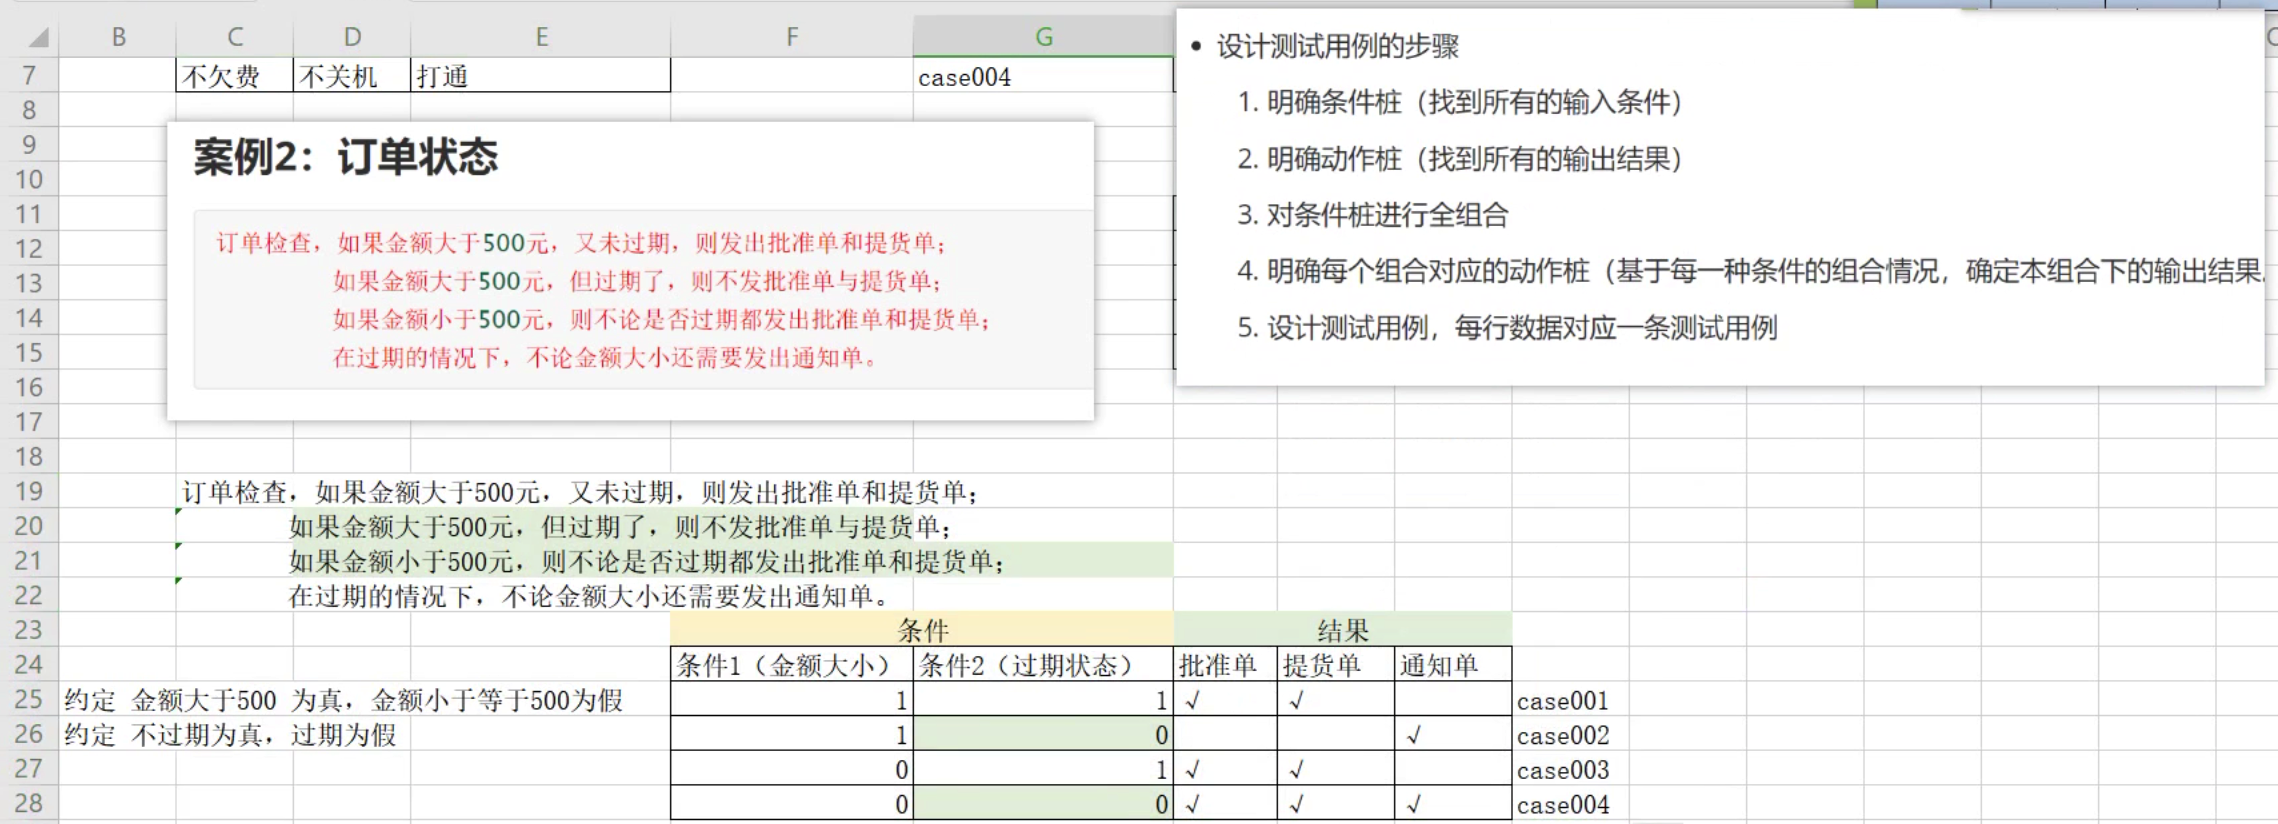 B C D E F G
7 不欠费 不关机 打通 case004
8
9
10
11
12
13
14
15
16
17
18
案例2：订单状态
订单检查，如果金额大于500元，又未过期，则发出批准单和提货单；
如果金额大于500元，但过期了，则不发批准单与提货单；
如果金额小于500元，则不论是否过期都发出批准单和提货单；
在过期的情况下，不论金额大小还需要发出通知单。
• 设计测试用例的步骤
1. 明确条件桩（找到所有的输入条件）
2. 明确动作桩（找到所有的输出结果）
3. 对条件桩进行全组合
4. 明确每个组合对应的动作桩（基于每一种条件的组合情况，确定本组合下的输出结果
5. 设计测试用例，每行数据对应一条测试用例
19 订单检查，如果金额大于500元，又未过期，则发出批准单和提货单；
20 如果金额大于500元，但过期了，则不发批准单与提货单；
21 如果金额小于500元，则不论是否过期都发出批准单和提货单；
22 在过期的情况下，不论金额大小还需要发出通知单。
23 条件 结果
24 条件1（金额大小） 条件2（过期状态） 批准单 提货单 通知单
25 约定 金额大于500 为真，金额小于等于500为假 1 1 √ √ case001
26 约定 不过期为真，过期为假 1 0 √ case002
27 0 1 √ √ case003
28 0 0 √ √ √ case004